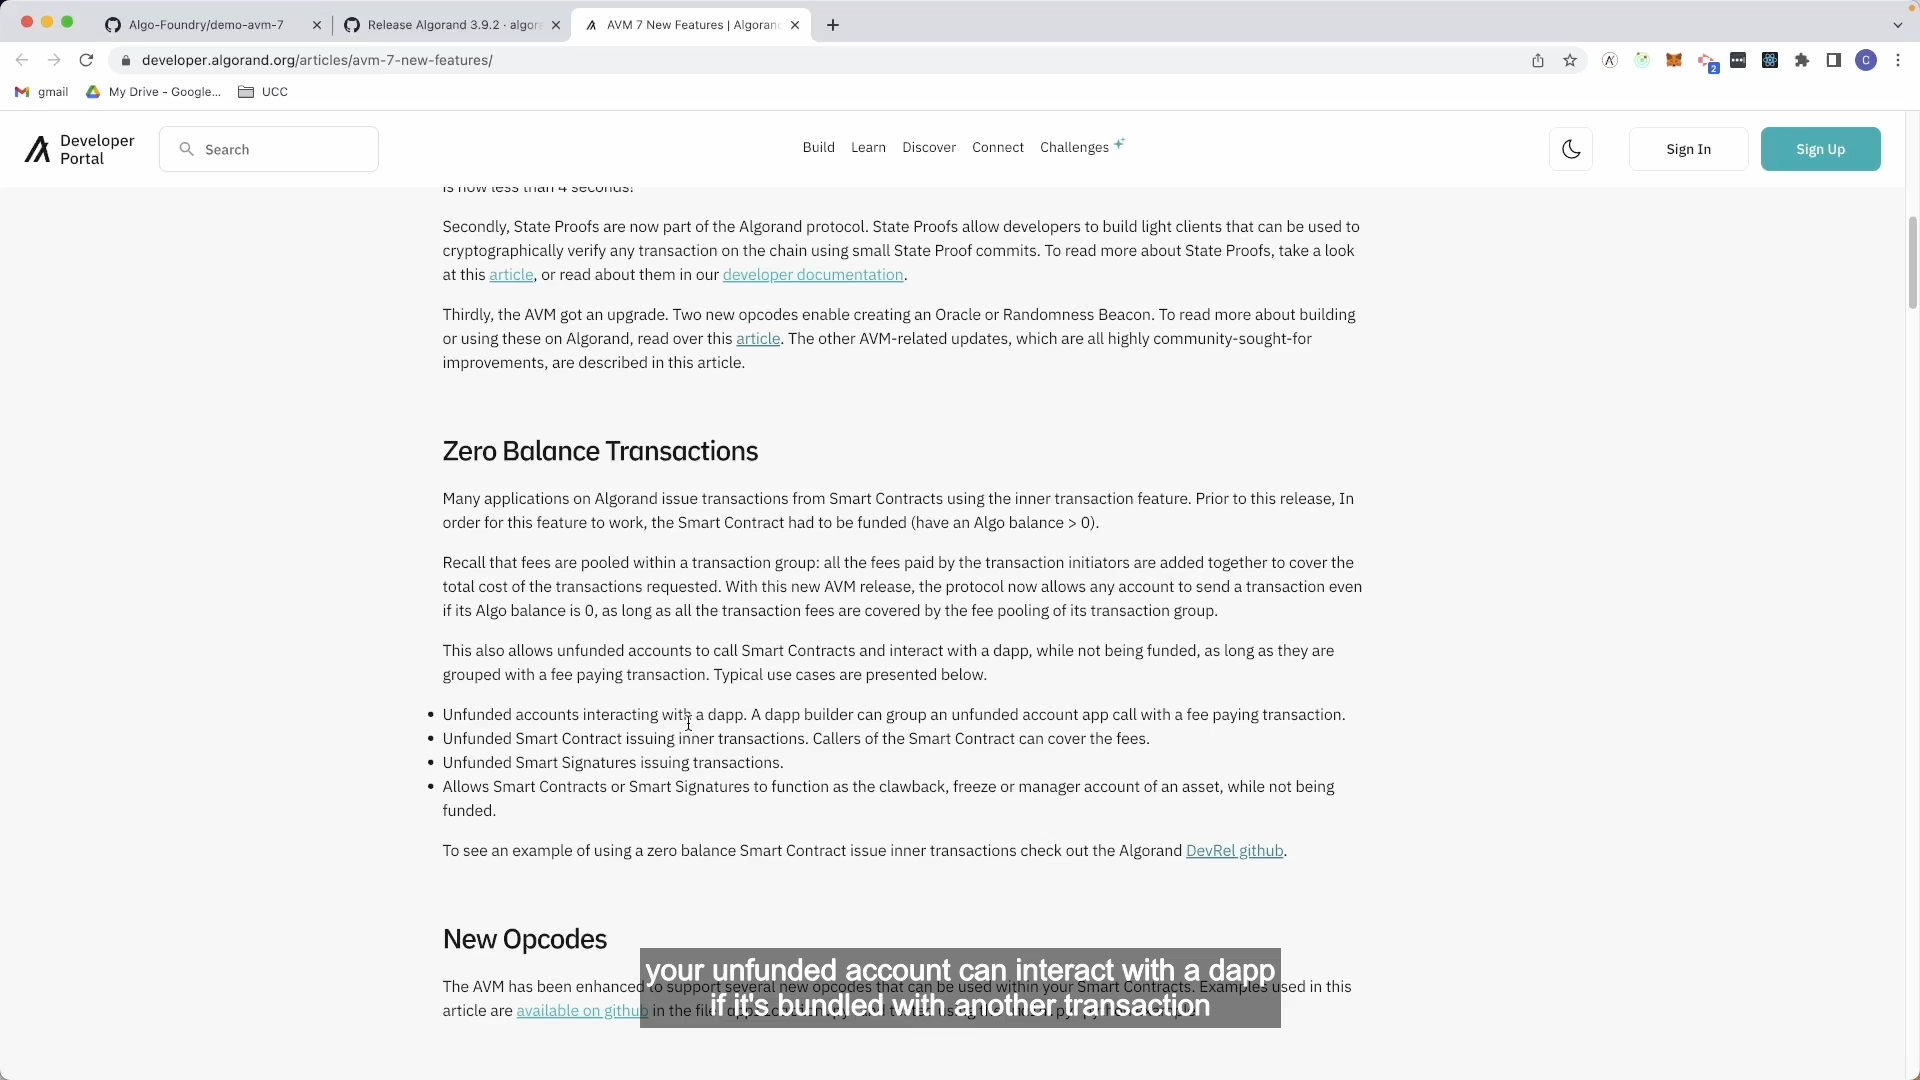 Algo-Foundry/demo-avm-7
Release Algorand 3.9.2 · algora
AVM 7 New Features | Algoranc
developer.algorand.org/articles/avm-7-new-features/
2
C
gmail
My Drive - Google...
UCC
Developer
Portal
Search
Build
Learn
Discover
Connect
Challenges
Sign In
Sign Up
is now less than 4 seconds!
Secondly, State Proofs are now part of the Algorand protocol. State Proofs allow developers to build light clients that can be used to
cryptographically verify any transaction on the chain using small State Proof commits. To read more about State Proofs, take a look
at this article, or read about them in our developer documentation.
Thirdly, the AVM got an upgrade. Two new opcodes enable creating an Oracle or Randomness Beacon. To read more about building
or using these on Algorand, read over this article. The other AVM-related updates, which are all highly community-sought-for
improvements, are described in this article.
Zero Balance Transactions
Many applications on Algorand issue transactions from Smart Contracts using the inner transaction feature. Prior to this release, In
order for this feature to work, the Smart Contract had to be funded (have an Algo balance > 0).
Recall that fees are pooled within a transaction group: all the fees paid by the transaction initiators are added together to cover the
total cost of the transactions requested. With this new AVM release, the protocol now allows any account to send a transaction even
if its Algo balance is 0, as long as all the transaction fees are covered by the fee pooling of its transaction group.
This also allows unfunded accounts to call Smart Contracts and interact with a dapp, while not being funded, as long as they are
grouped with a fee paying transaction. Typical use cases are presented below.
• Unfunded accounts interacting with a dapp. A dapp builder can group an unfunded account app call with a fee paying transaction.
• Unfunded Smart Contract issuing inner transactions. Callers of the Smart Contract can cover the fees.
• Unfunded Smart Signatures issuing transactions.
• Allows Smart Contracts or Smart Signatures to function as the clawback, freeze or manager account of an asset, while not being
funded.
To see an example of using a zero balance Smart Contract issue inner transactions check out the Algorand DevRel github.
New Opcodes
The AVM has been enhanced to support several new opcodes that can be used within your Smart Contracts. Examples used in this
article are available on github in the file
your unfunded account can interact with a dapp
if it's bundled with another transaction